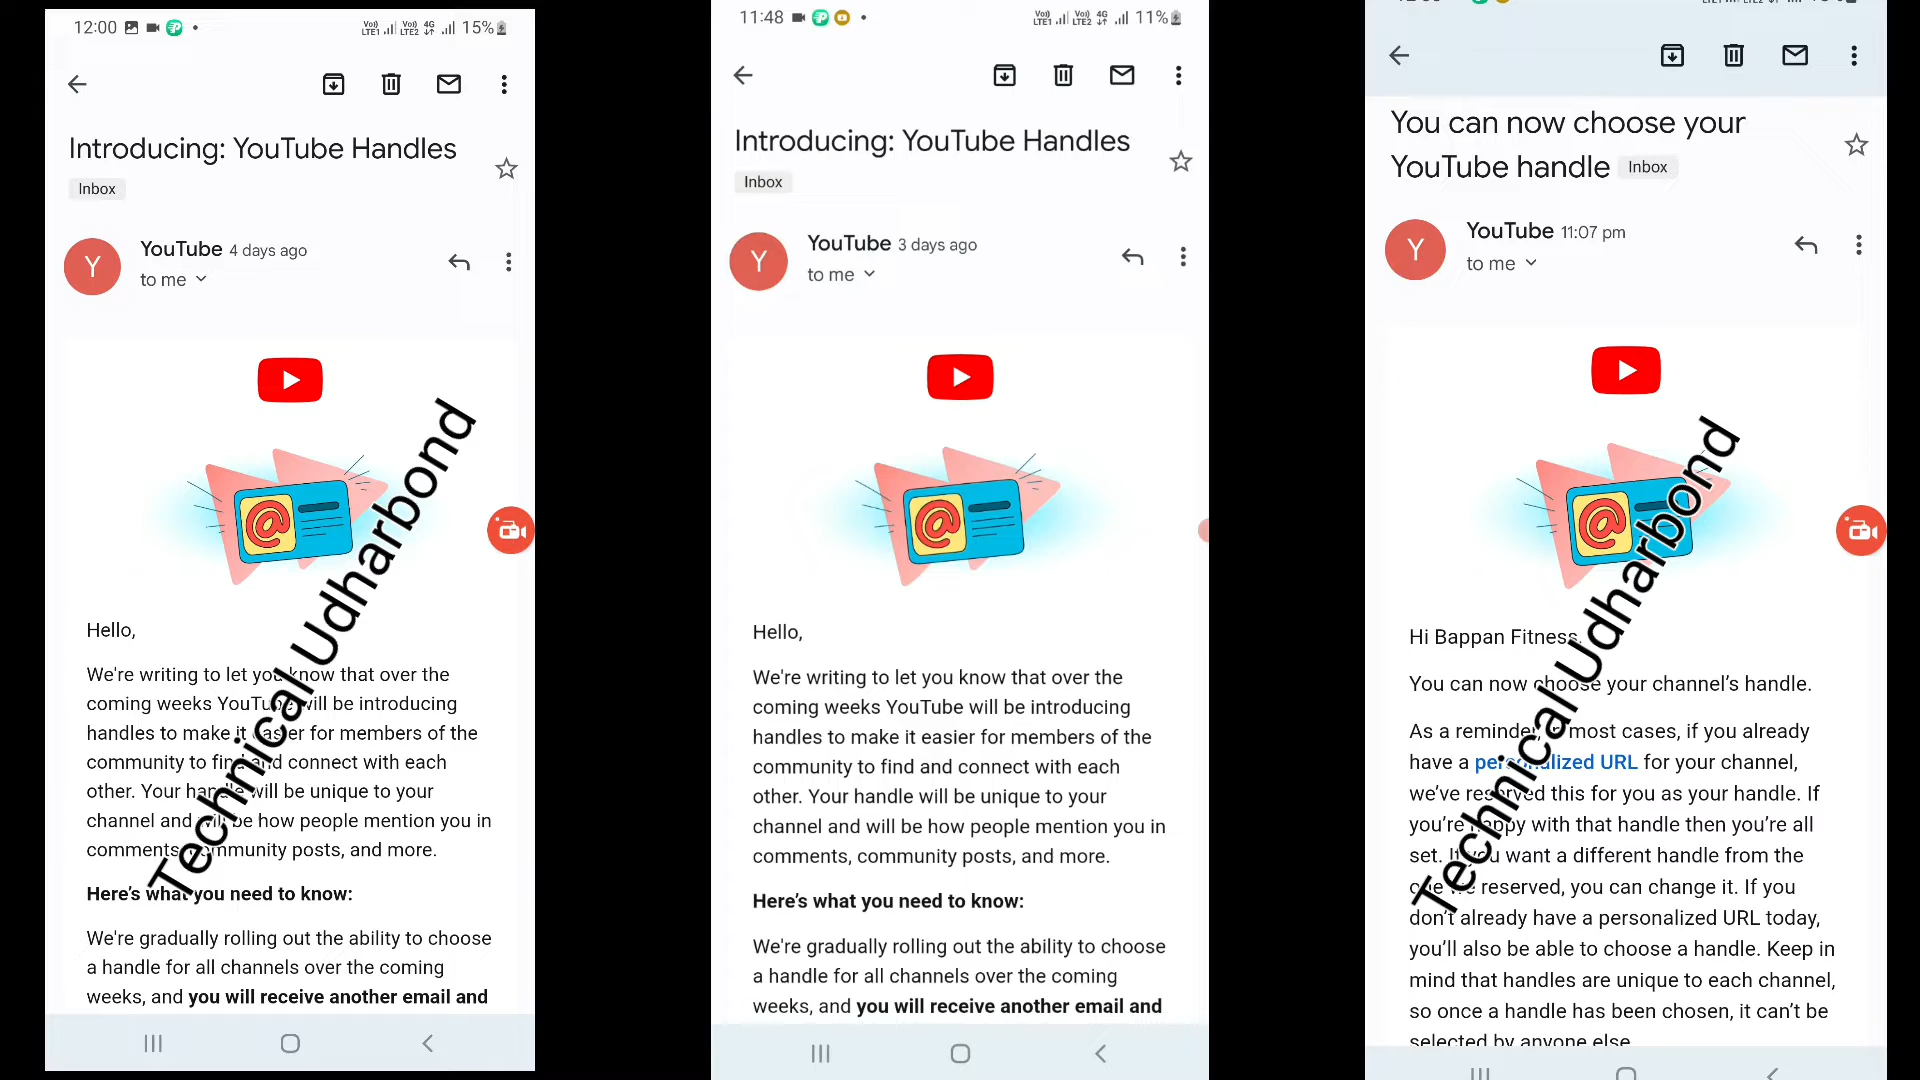 12:00
Vo)) LTE1 Vo)) LTE2 4G 15%
Introducing: YouTube Handles
Inbox
Y
YouTube 4 days ago
to me
Hello,
We're writing to let you know that over the
coming weeks YouTube will be introducing
handles to make it easier for members of the
community to find and connect with each
other. Your handle will be unique to your
channel and will be how people mention you in
comments, community posts, and more.
Here's what you need to know:
We're gradually rolling out the ability to choose
a handle for all channels over the coming
weeks, and you will receive another email and
Technical Udharbond
11:48
Vo)) LTE1 Vo)) LTE2 4G 11%
Introducing: YouTube Handles
Inbox
Y
YouTube 3 days ago
to me
Hello,
We're writing to let you know that over the
coming weeks YouTube will be introducing
handles to make it easier for members of the
community to find and connect with each
other. Your handle will be unique to your
channel and will be how people mention you in
comments, community posts, and more.
Here's what you need to know:
We're gradually rolling out the ability to choose
a handle for all channels over the coming
weeks, and you will receive another email and
You can now choose your
YouTube handle Inbox
Y
YouTube 11:07 pm
to me
Hi Bappan Fitness,
You can now choose your channel's handle.
As a reminder, in most cases, if you already
have a personalized URL for your channel,
we've reserved this for you as your handle. If
you're happy with that handle then you're all
set. If you want a different handle from the
one we reserved, you can change it. If you
don't already have a personalized URL today,
you'll also be able to choose a handle. Keep in
mind that handles are unique to each channel,
so once a handle has been chosen, it can't be
selected by anyone else.
Technical Udharbond